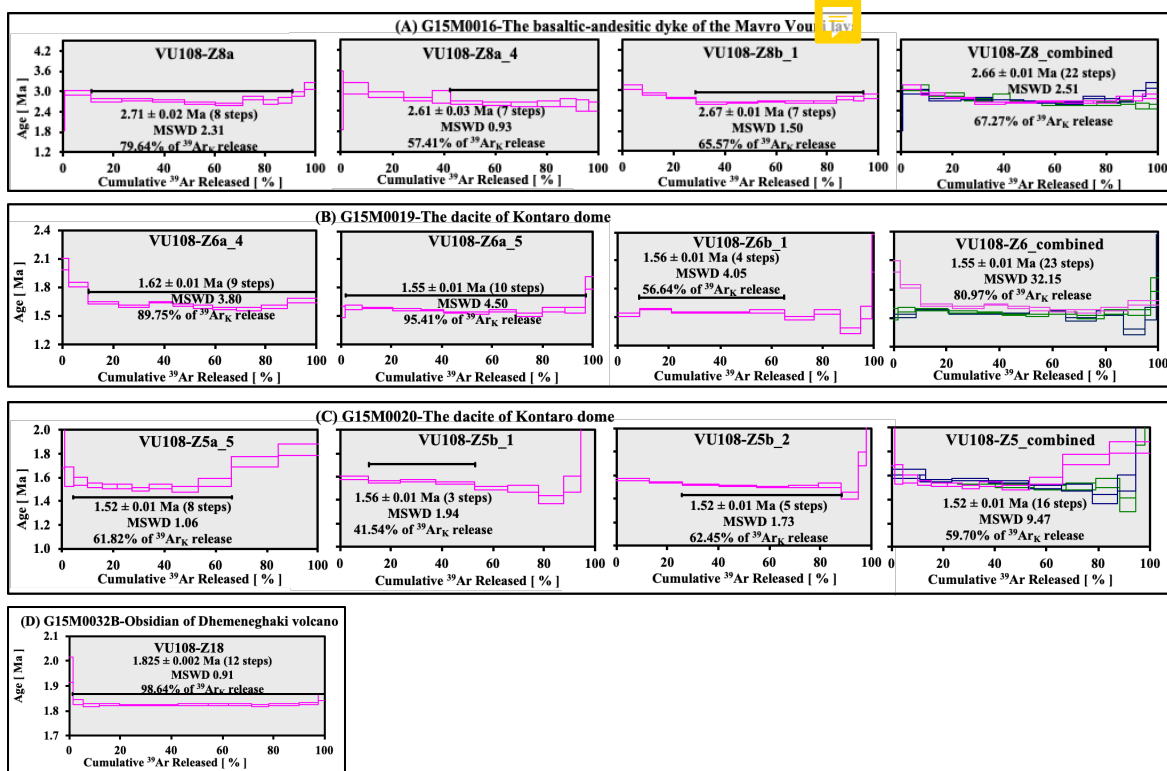 (A) G15M0016-The basaltic-andesitic dyke of the Mavro Vouni lava
VU108-Z8a
VU108-Z8a_4
VU108-Z8b_1
VU108-Z8_combined
Age [ Ma ]
4.2
3.6
3.0
2.4
1.8
1.2
2.71 ± 0.02 Ma (8 steps)
MSWD 2.31
79.64% of ³⁹Ar_K release
2.61 ± 0.03 Ma (7 steps)
MSWD 0.93
57.41% of ³⁹Ar_K release
2.67 ± 0.01 Ma (7 steps)
MSWD 1.50
65.57% of ³⁹Ar_K release
2.66 ± 0.01 Ma (22 steps)
MSWD 2.51
67.27% of ³⁹Ar_K release
0 20 40 60 80 100
0 20 40 60 80 100
0 20 40 60 80 100
0 20 40 60 80 100
Cumulative ³⁹Ar Released [ % ]
Cumulative ³⁹Ar Released [ % ]
Cumulative ³⁹Ar Released [ % ]
Cumulative ³⁹Ar Released [ % ]
(B) G15M0019-The dacite of Kontaro dome
VU108-Z6a_4
VU108-Z6a_5
VU108-Z6b_1
VU108-Z6_combined
Age [ Ma ]
2.4
2.1
1.8
1.5
1.2
1.62 ± 0.01 Ma (9 steps)
MSWD 3.80
89.75% of ³⁹Ar_K release
1.55 ± 0.01 Ma (10 steps)
MSWD 4.50
95.41% of ³⁹Ar_K release
1.56 ± 0.01 Ma (4 steps)
MSWD 4.05
56.64% of ³⁹Ar_K release
1.55 ± 0.01 Ma (23 steps)
MSWD 32.15
80.97% of ³⁹Ar_K release
0 20 40 60 80 100
0 20 40 60 80 100
0 20 40 60 80 100
0 20 40 60 80 100
Cumulative ³⁹Ar Released [ % ]
Cumulative ³⁹Ar Released [ % ]
Cumulative ³⁹Ar Released [ % ]
Cumulative ³⁹Ar Released [ % ]
(C) G15M0020-The dacite of Kontaro dome
VU108-Z5a_5
VU108-Z5b_1
VU108-Z5b_2
VU108-Z5_combined
Age [ Ma ]
2.0
1.8
1.6
1.4
1.2
1.0
1.52 ± 0.01 Ma (8 steps)
MSWD 1.06
61.82% of ³⁹Ar_K release
1.56 ± 0.01 Ma (3 steps)
MSWD 1.94
41.54% of ³⁹Ar_K release
1.52 ± 0.01 Ma (5 steps)
MSWD 1.73
62.45% of ³⁹Ar_K release
1.52 ± 0.01 Ma (16 steps)
MSWD 9.47
59.70% of ³⁹Ar_K release
0 20 40 60 80 100
0 20 40 60 80 100
0 20 40 60 80 100
0 20 40 60 80 100
Cumulative ³⁹Ar Released [ % ]
Cumulative ³⁹Ar Released [ % ]
Cumulative ³⁹Ar Released [ % ]
Cumulative ³⁹Ar Released [ % ]
(D) G15M0032B-Obsidian of Dhemeneghaki volcano
VU108-Z18
Age [ Ma ]
2.1
2.0
1.9
1.8
1.7
1.825 ± 0.002 Ma (12 steps)
MSWD 0.91
98.64% of ³⁹Ar_K release
0 20 40 60 80 100
Cumulative ³⁹Ar Released [ % ]